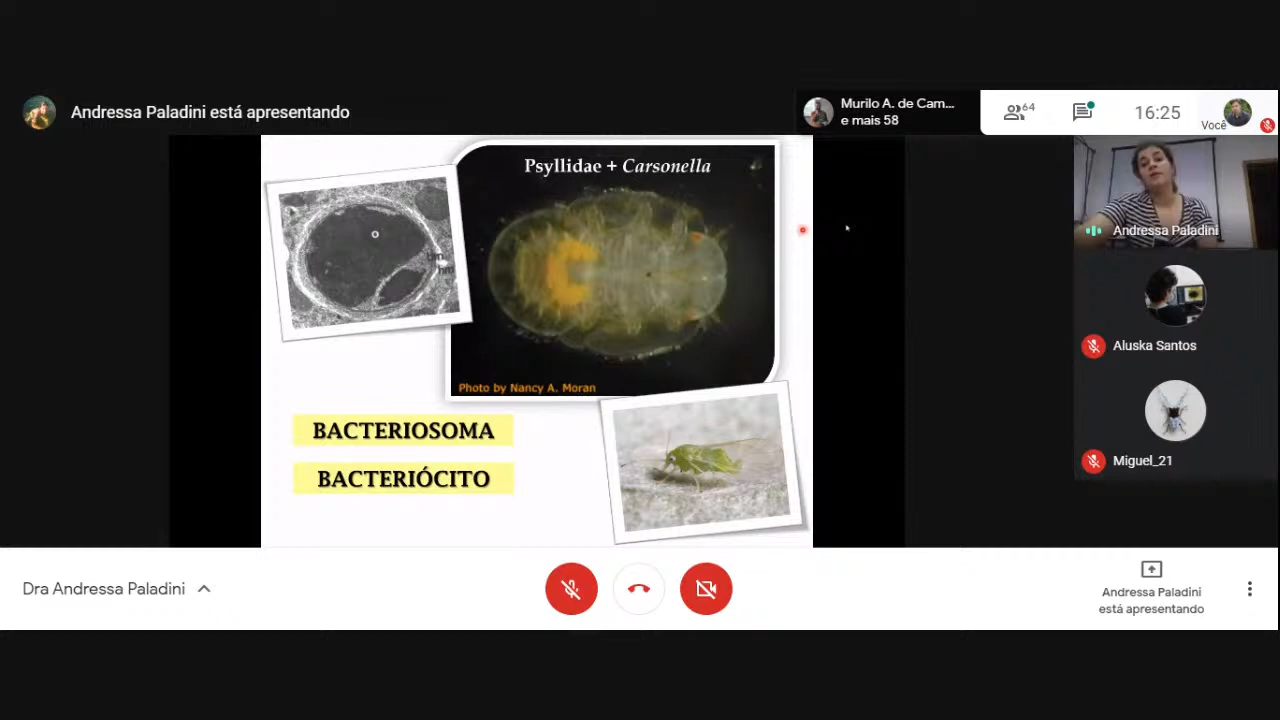 Andressa Paladini está apresentando
Murilo A. de Cam...
e mais 58
64
16:25
Você
Psyllidae + Carsonella
Andressa Paladini
Aluska Santos
Photo by Nancy A. Moran
BACTERIOSOMA
Miguel_21
BACTERIÓCITO
Dra Andressa Paladini
Andressa Paladini
está apresentando